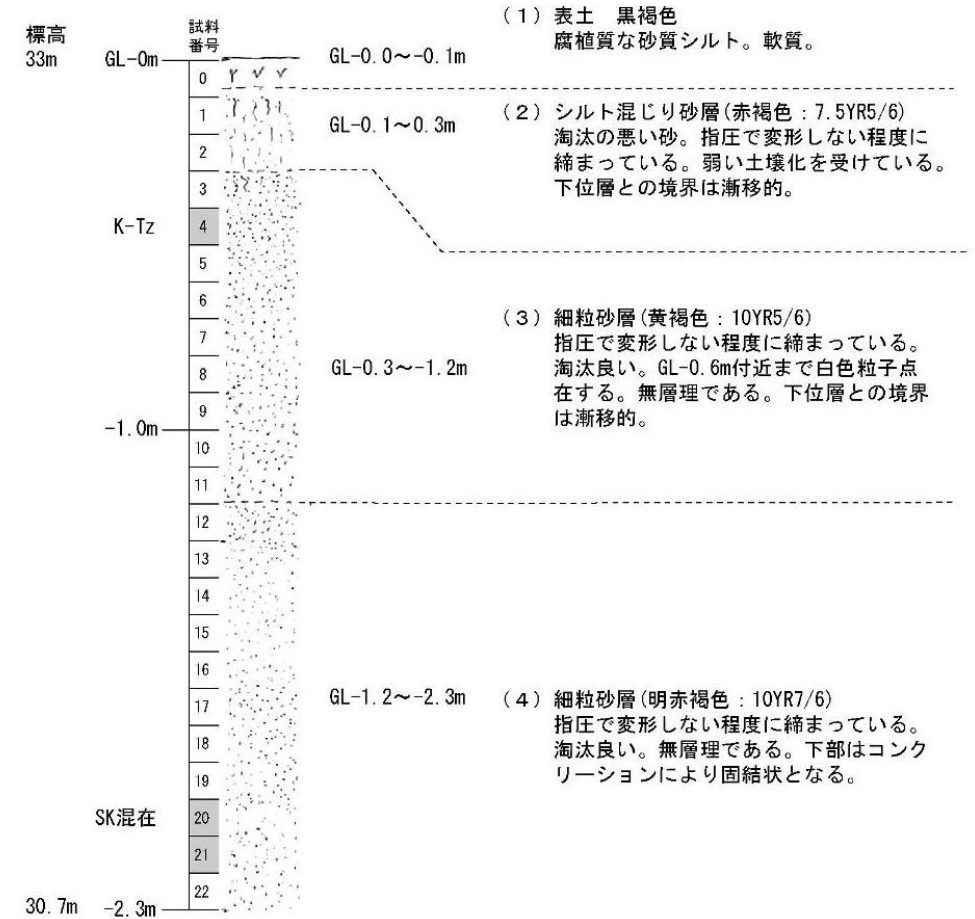 標高
33m
GL-0m
試料
番号
0
1
2
3
4
5
6
7
8
9
10
11
12
13
14
15
16
17
18
19
20
21
22
K-Tz
-1.0m
SK混在
30.7m
-2.3m
GL-0.0～-0.1m
(1) 表土 黒褐色
腐植質な砂質シルト。軟質。
GL-0.1～0.3m
(2) シルト混じり砂層(赤褐色：7.5YR5/6)
淘汰の悪い砂。指圧で変形しない程度に
締まっている。弱い土壌化を受けている。
下位層との境界は漸移的。
GL-0.3～-1.2m
(3) 細粒砂層(黄褐色：10YR5/6)
指圧で変形しない程度に締まっている。
淘汰良い。GL-0.6m付近まで白色粒子点
在する。無層理である。下位層との境界
は漸移的。
GL-1.2～-2.3m
(4) 細粒砂層(明赤褐色：10YR7/6)
指圧で変形しない程度に締まっている。
淘汰良い。無層理である。下部はコンク
リーションにより固結状となる。